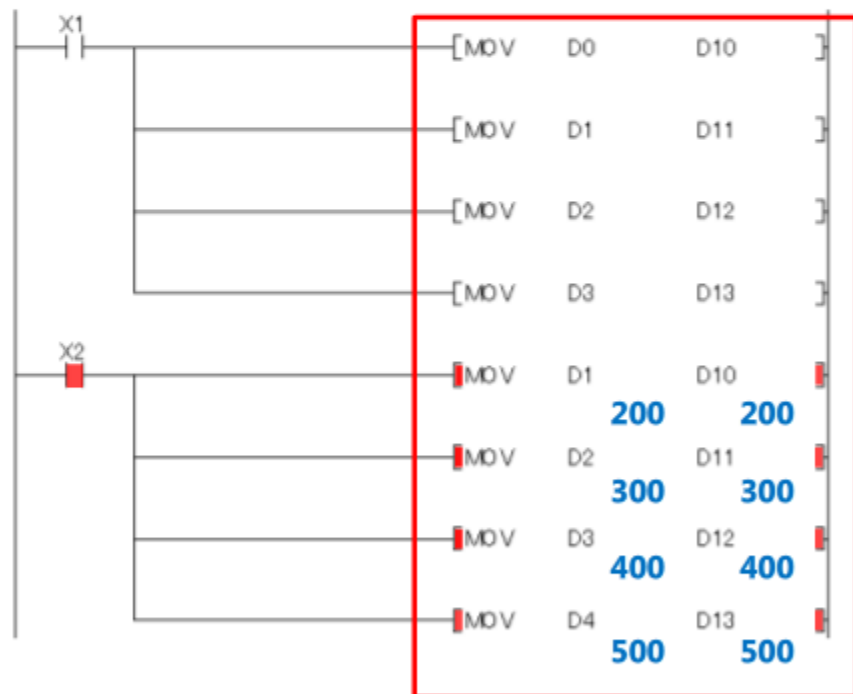 X1
[MOV D0 D10 ]
[MOV D1 D11 ]
[MOV D2 D12 ]
[MOV D3 D13 ]
X2
[MOV D1 D10 ]
200 200
[MOV D2 D11 ]
300 300
[MOV D3 D12 ]
400 400
[MOV D4 D13 ]
500 500